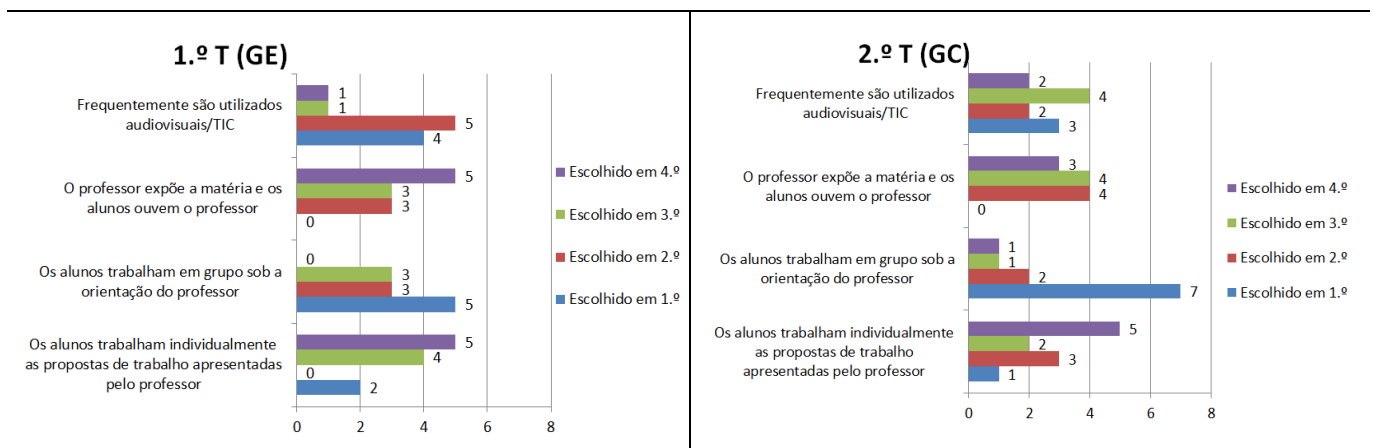 1.º T (GE)
Frequentemente são utilizados
audiovisuais/TIC
1
1
5
4
O professor expõe a matéria e os
alunos ouvem o professor
5
3
3
0
Os alunos trabalham em grupo sob a
orientação do professor
0
3
3
5
Os alunos trabalham individualmente
as propostas de trabalho apresentadas
pelo professor
5
4
0
2
0 2 4 6 8
Escolhido em 4.º
Escolhido em 3.º
Escolhido em 2.º
Escolhido em 1.º
2.º T (GC)
Frequentemente são utilizados
audiovisuais/TIC
2
4
2
3
O professor expõe a matéria e os
alunos ouvem o professor
3
4
4
0
Os alunos trabalham em grupo sob a
orientação do professor
1
1
2
7
Os alunos trabalham individualmente
as propostas de trabalho
apresentadas pelo professor
5
2
3
1
0 2 4 6 8
Escolhido em 4.º
Escolhido em 3.º
Escolhido em 2.º
Escolhido em 1.º